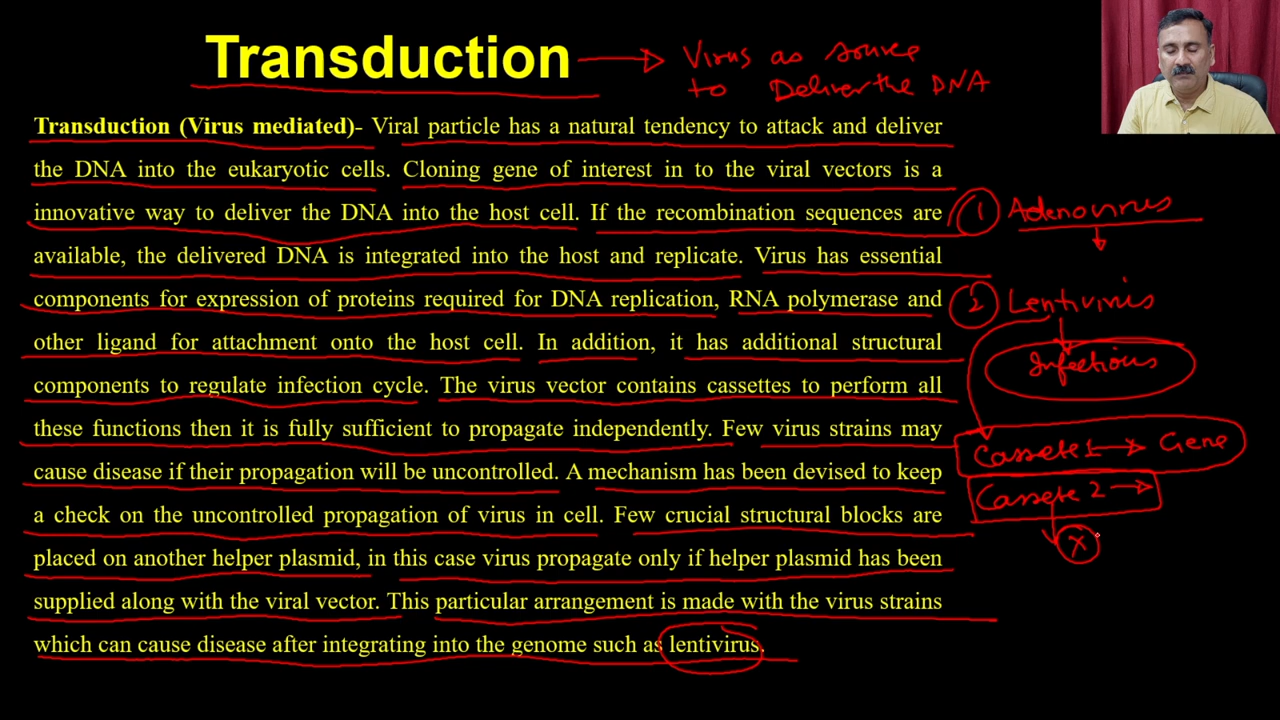 Transduction
Virus as source
to Deliver the DNA
Transduction (Virus mediated)- Viral particle has a natural tendency to attack and deliver
the DNA into the eukaryotic cells. Cloning gene of interest in to the viral vectors is a
innovative way to deliver the DNA into the host cell. If the recombination sequences are
available, the delivered DNA is integrated into the host and replicate. Virus has essential
components for expression of proteins required for DNA replication, RNA polymerase and
other ligand for attachment onto the host cell. In addition, it has additional structural
components to regulate infection cycle. The virus vector contains cassettes to perform all
these functions then it is fully sufficient to propagate independently. Few virus strains may
cause disease if their propagation will be uncontrolled. A mechanism has been devised to keep
a check on the uncontrolled propagation of virus in cell. Few crucial structural blocks are
placed on another helper plasmid, in this case virus propagate only if helper plasmid has been
supplied along with the viral vector. This particular arrangement is made with the virus strains
which can cause disease after integrating into the genome such as lentivirus.
1 Adenovirus
2 Lentivirus
Infectious
Cassete 1 → Gene
Cassete 2 →
X